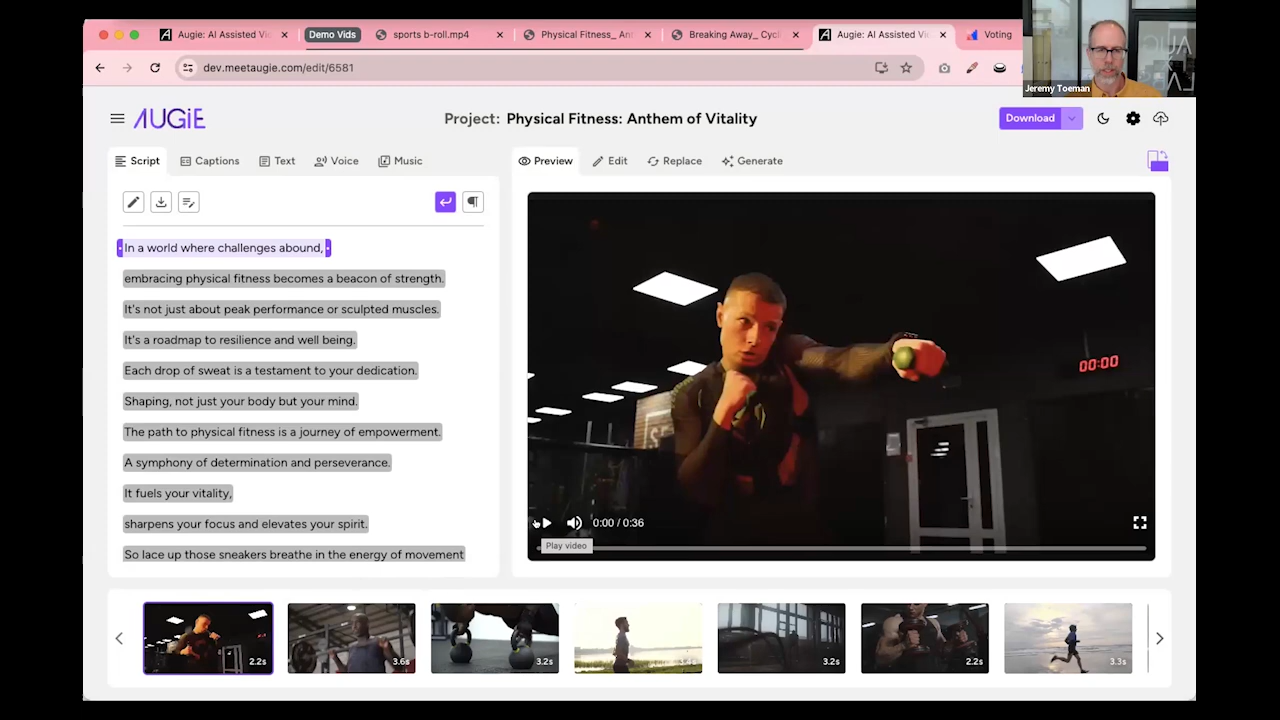 Augie: AI Assisted Vi
Demo Vids
sports b-roll.mp4
Physical Fitness_ An
Breaking Away_ Cycl
Augie: AI Assisted Vid
Voting
dev.meetaugie.com/edit/6581
Jeremy Toeman
AUGIE
Project: Physical Fitness: Anthem of Vitality
Download
Script
Captions
Text
Voice
Music
Preview
Edit
Replace
Generate
In a world where challenges abound,
embracing physical fitness becomes a beacon of strength.
It's not just about peak performance or sculpted muscles.
It's a roadmap to resilience and well being.
Each drop of sweat is a testament to your dedication.
Shaping, not just your body but your mind.
The path to physical fitness is a journey of empowerment.
A symphony of determination and perseverance.
It fuels your vitality,
sharpens your focus and elevates your spirit.
So lace up those sneakers breathe in the energy of movement
00:00
0:00 / 0:36
Play video
2.2s
3.6s
3.2s
3.2s
2.2s
3.3s